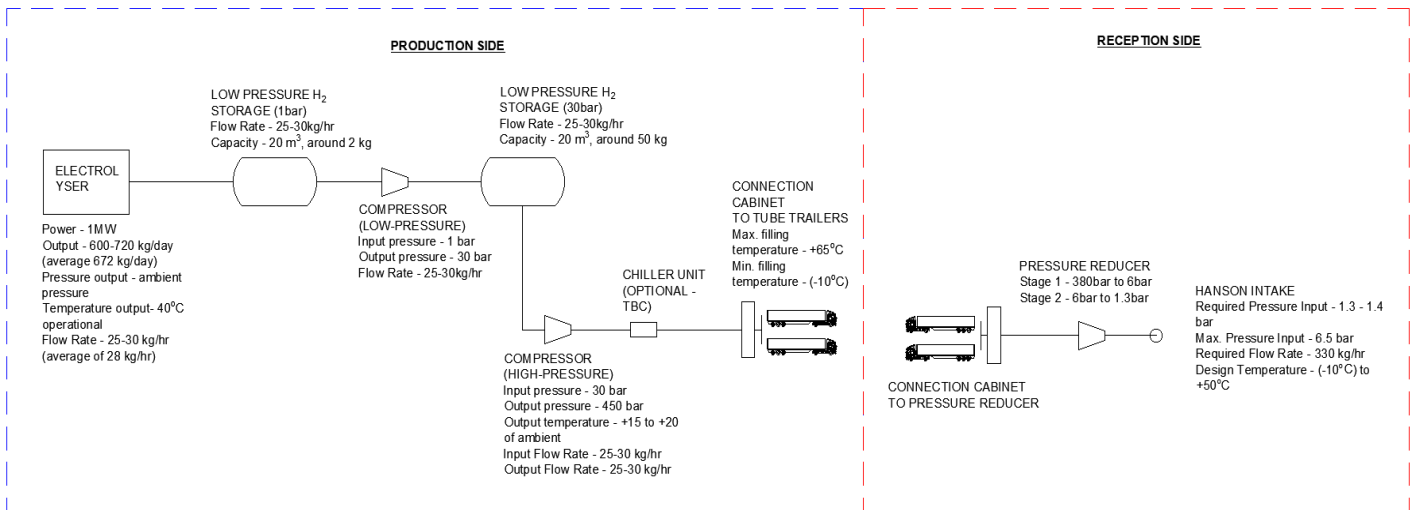 PRODUCTION SIDE
RECEPTION SIDE
LOW PRESSURE H2
STORAGE (1bar)
Flow Rate - 25-30kg/hr
Capacity - 20 m³, around 2 kg
LOW PRESSURE H2
STORAGE (30bar)
Flow Rate - 25-30kg/hr
Capacity - 20 m³, around 50 kg
ELECTROL
YSER
Power - 1MW
Output - 600-720 kg/day
(average 672 kg/day)
Pressure output - ambient
pressure
Temperature output- 40⁰C
operational
Flow Rate - 25-30 kg/hr
(average of 28 kg/hr)
COMPRESSOR
(LOW-PRESSURE)
Input pressure - 1 bar
Output pressure - 30 bar
Flow Rate - 25-30kg/hr
COMPRESSOR
(HIGH-PRESSURE)
Input pressure - 30 bar
Output pressure - 450 bar
Output temperature - +15 to +20
of ambient
Input Flow Rate - 25-30 kg/hr
Output Flow Rate - 25-30 kg/hr
CHILLER UNIT
(OPTIONAL -
TBC)
CONNECTION
CABINET
TO TUBE TRAILERS
Max. filling
temperature - +65⁰C
Min. filling
temperature - (-10⁰C)
CONNECTION CABINET
TO PRESSURE REDUCER
PRESSURE REDUCER
Stage 1 - 380bar to 6bar
Stage 2 - 6bar to 1.3bar
HANSON INTAKE
Required Pressure Input - 1.3 - 1.4
bar
Max. Pressure Input - 6.5 bar
Required Flow Rate - 330 kg/hr
Design Temperature - (-10⁰C) to
+50⁰C